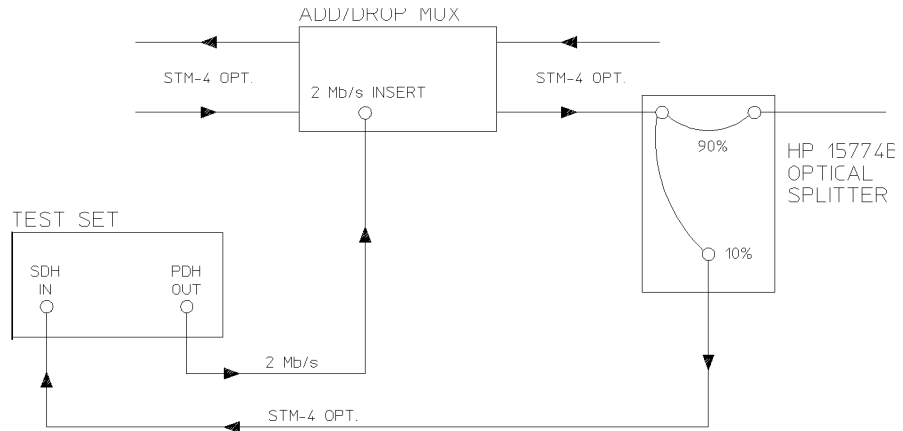 ADD/DROP MUX
STM-4 OPT.
STM-4 OPT.
2 Mb/s INSERT
90%
HP 15774B
OPTICAL
SPLITTER
TEST SET
10%
SDH
IN
PDH
OUT
2 Mb/s
STM-4 OPT.